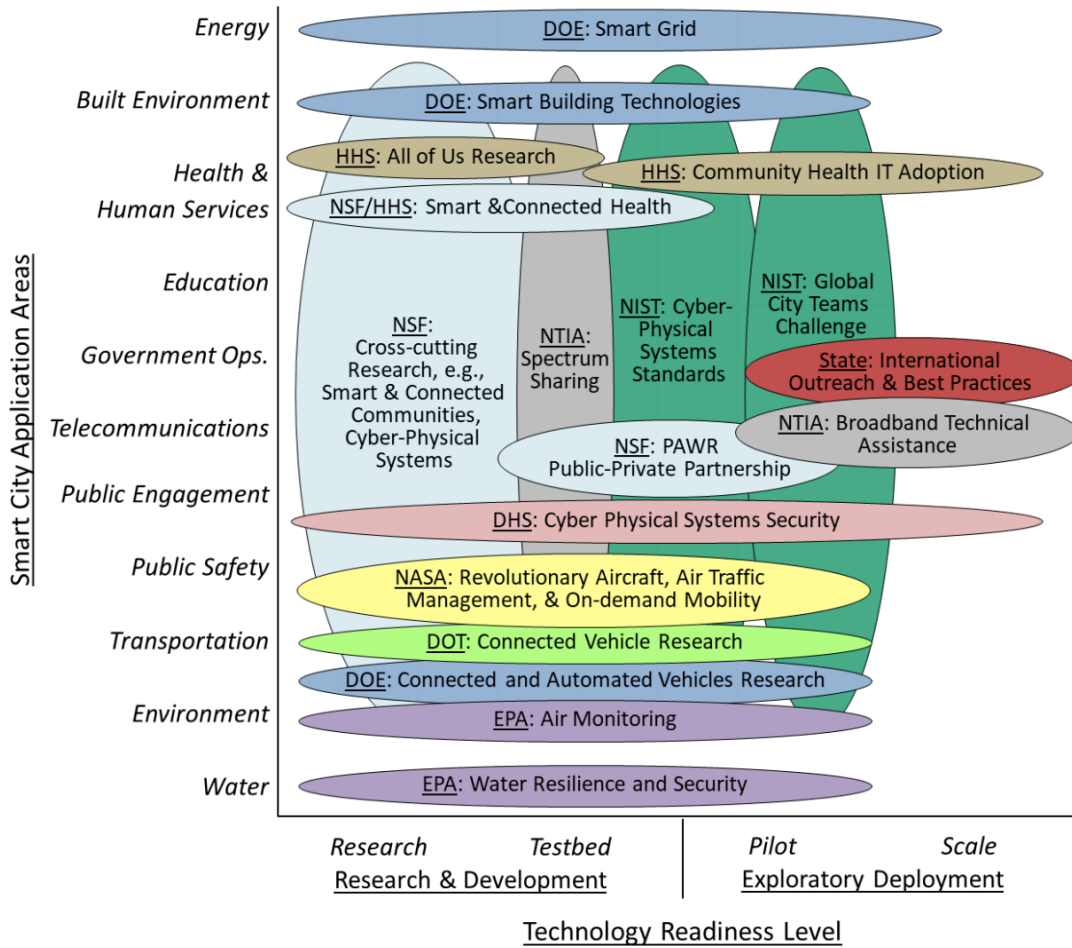 Energy
DOE: Smart Grid
Built Environment
DOE: Smart Building Technologies
HHS: All of Us Research
Health &
Human Services
HHS: Community Health IT Adoption
NSF/HHS: Smart &Connected Health
Smart City Application Areas
Education
Government Ops.
Telecommunications
Public Engagement
Public Safety
Transportation
Environment
Water
NSF:
Cross-cutting
Research, e.g.,
Smart & Connected
Communities,
Cyber-Physical
Systems
NTIA:
Spectrum
Sharing
NIST: Cyber-
Physical
Systems
Standards
NIST: Global
City Teams
Challenge
State: International
Outreach & Best Practices
NTIA: Broadband Technical
Assistance
NSF: PAWR
Public-Private Partnership
DHS: Cyber Physical Systems Security
NASA: Revolutionary Aircraft, Air Traffic
Management, & On-demand Mobility
DOT: Connected Vehicle Research
DOE: Connected and Automated Vehicles Research
EPA: Air Monitoring
EPA: Water Resilience and Security
Research
Testbed
Pilot
Scale
Research & Development
Exploratory Deployment
Technology Readiness Level